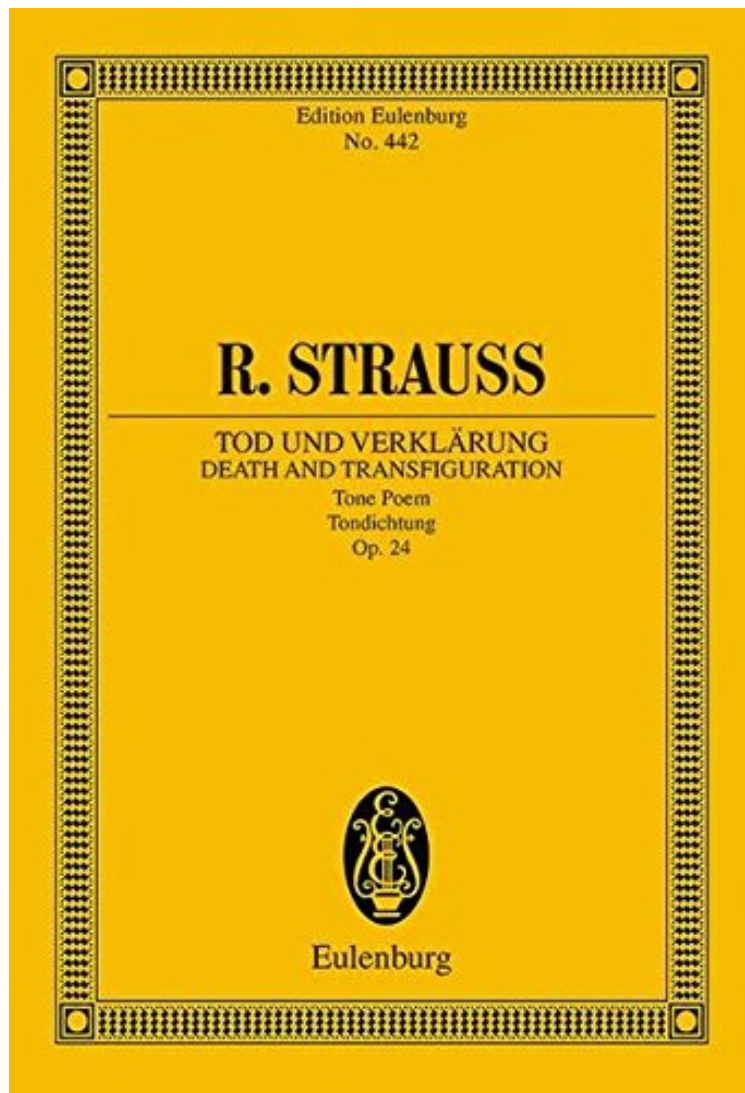 Edition Eulenburg
No. 442
R. STRAUSS
TOD UND VERKLÄRUNG
DEATH AND TRANSFIGURATION
Tone Poem
Tondichtung
Op. 24
Eulenburg